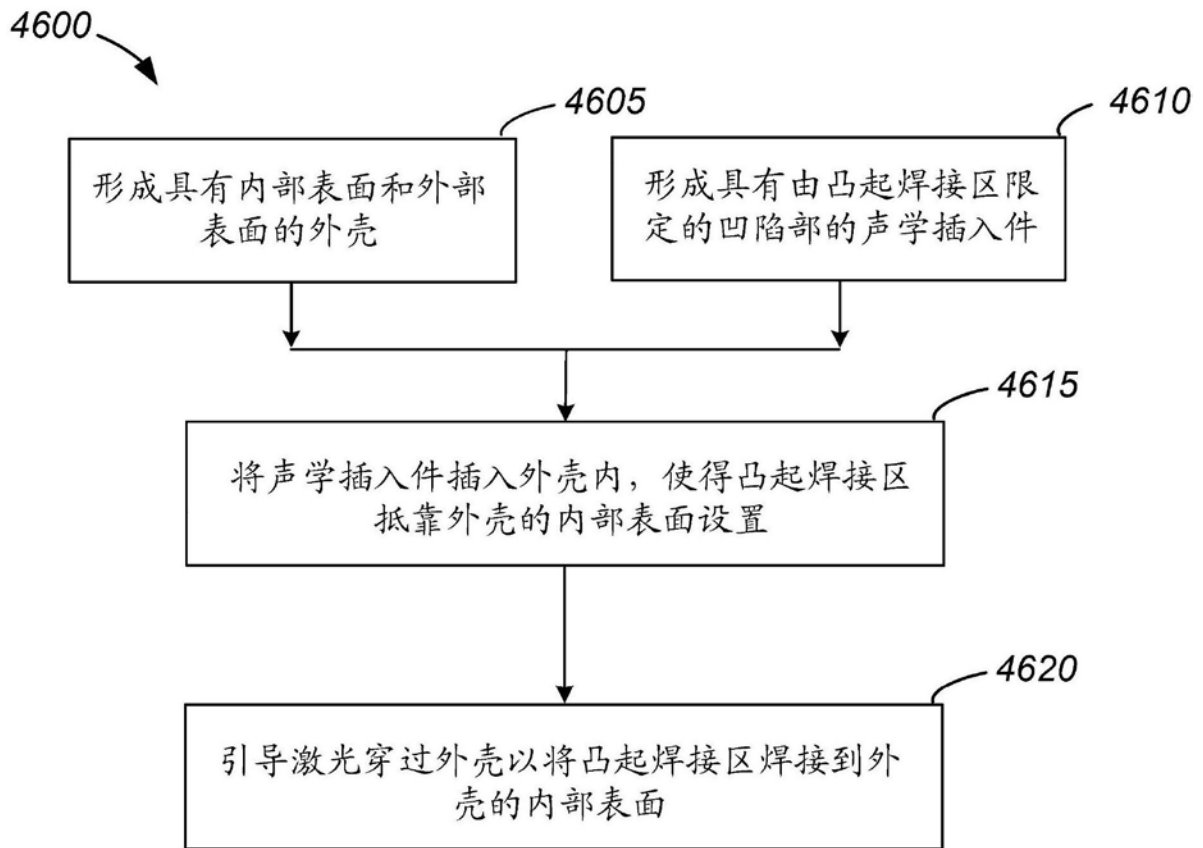 4600
4605
形成具有内部表面和外部
表面的外壳
4610
形成具有由凸起焊接区限
定的凹陷部的声学插入件
4615
将声学插入件插入外壳内，使得凸起焊接区
抵靠外壳的内部表面设置
4620
引导激光穿过外壳以将凸起焊接区焊接到外
壳的内部表面